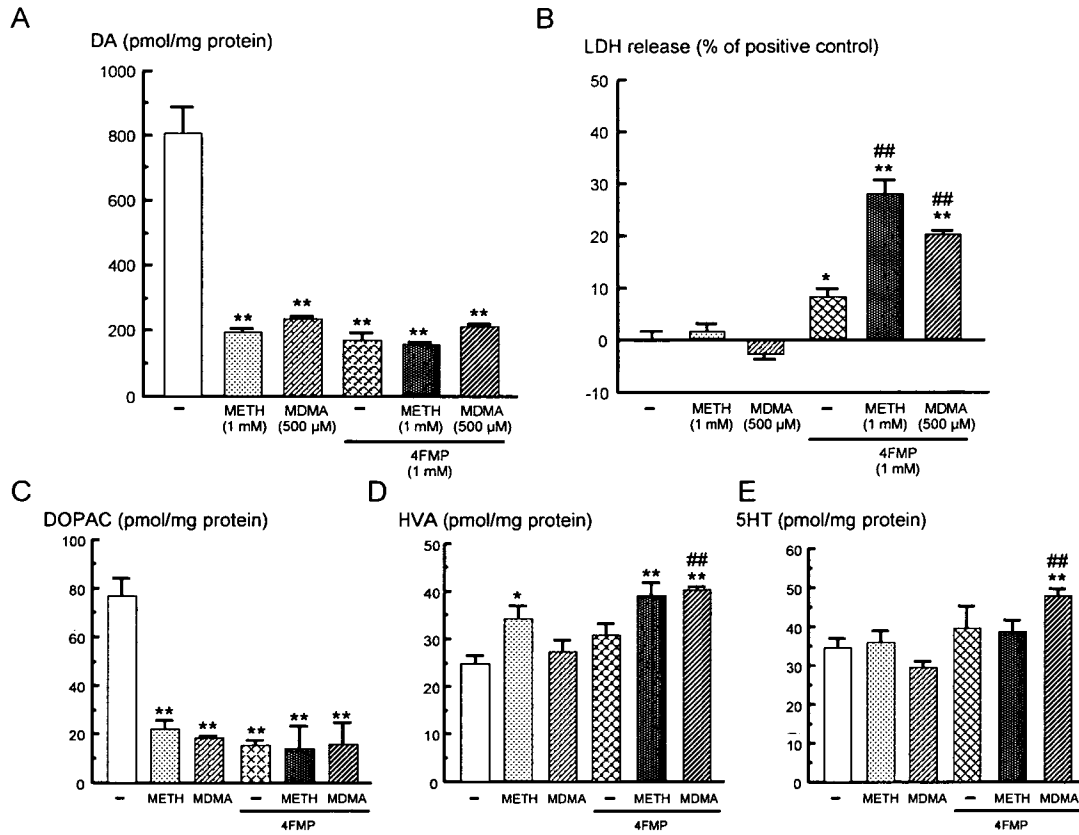 A
DA (pmol/mg protein)
1000
800
600
400
200
0
** ** ** ** **
– METH MDMA – METH MDMA
(1 mM) (500 µM) (1 mM) (500 µM)
4FMP
(1 mM)
B
LDH release (% of positive control)
50
40
30
20
10
0
-10
## ##
* ** **
– METH MDMA – METH MDMA
(1 mM) (500 µM) (1 mM) (500 µM)
4FMP
(1 mM)
C
DOPAC (pmol/mg protein)
100
80
60
40
20
0
** ** ** ** **
– METH MDMA – METH MDMA
4FMP
D
HVA (pmol/mg protein)
50
40
30
20
10
0
##
* ** **
– METH MDMA – METH MDMA
4FMP
E
5HT (pmol/mg protein)
60
50
40
30
20
10
0
##
**
– METH MDMA – METH MDMA
4FMP